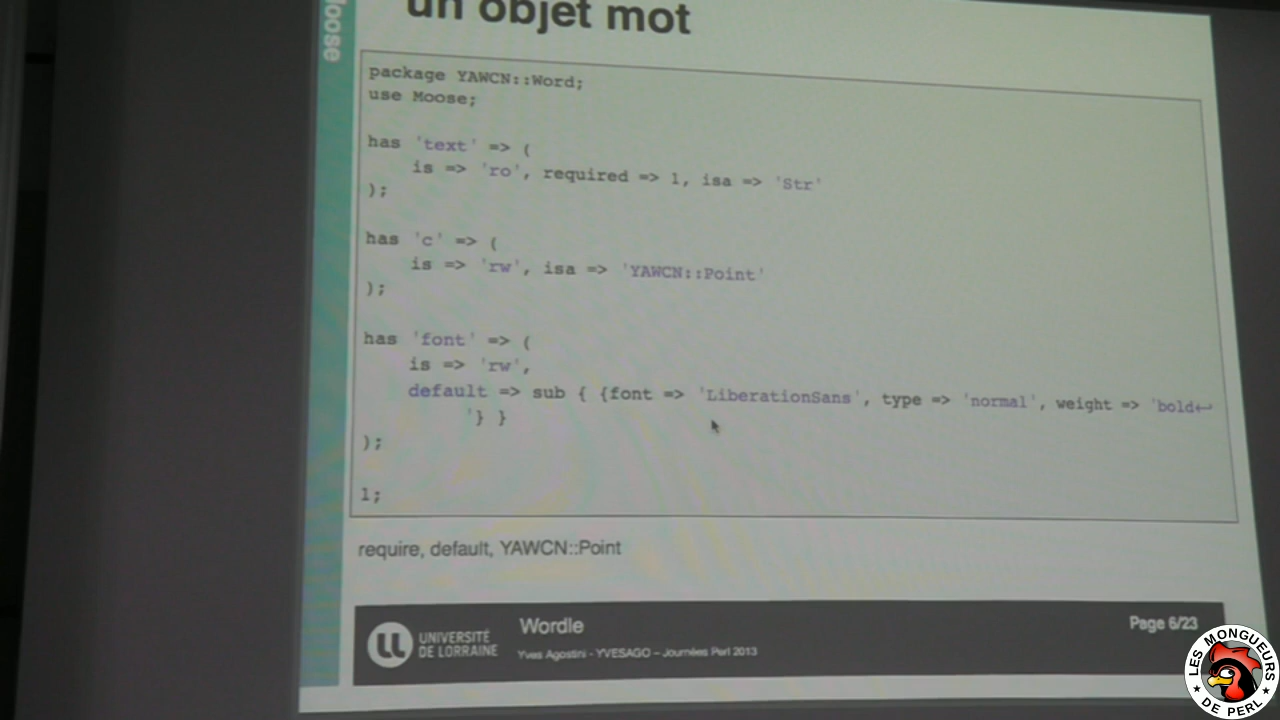 un objet mot
package YAWCN::Word;
use Moose;
has 'text' => (
is => 'ro', required => 1, isa => 'Str'
);
has 'c' => (
is => 'rw', isa => 'YAWCN::Point'
);
has 'font' => (
is => 'rw',
default => sub { {font => 'LiberationSans', type => 'normal', weight => 'bold↩
'} }
);
1;
require, default, YAWCN::Point
UNIVERSITÉ
DE LORRAINE
Wordle
Yves Agostini - YVESAGO – Journées Perl 2013
Page 6/23
LES MONGUEURS
DE PERL